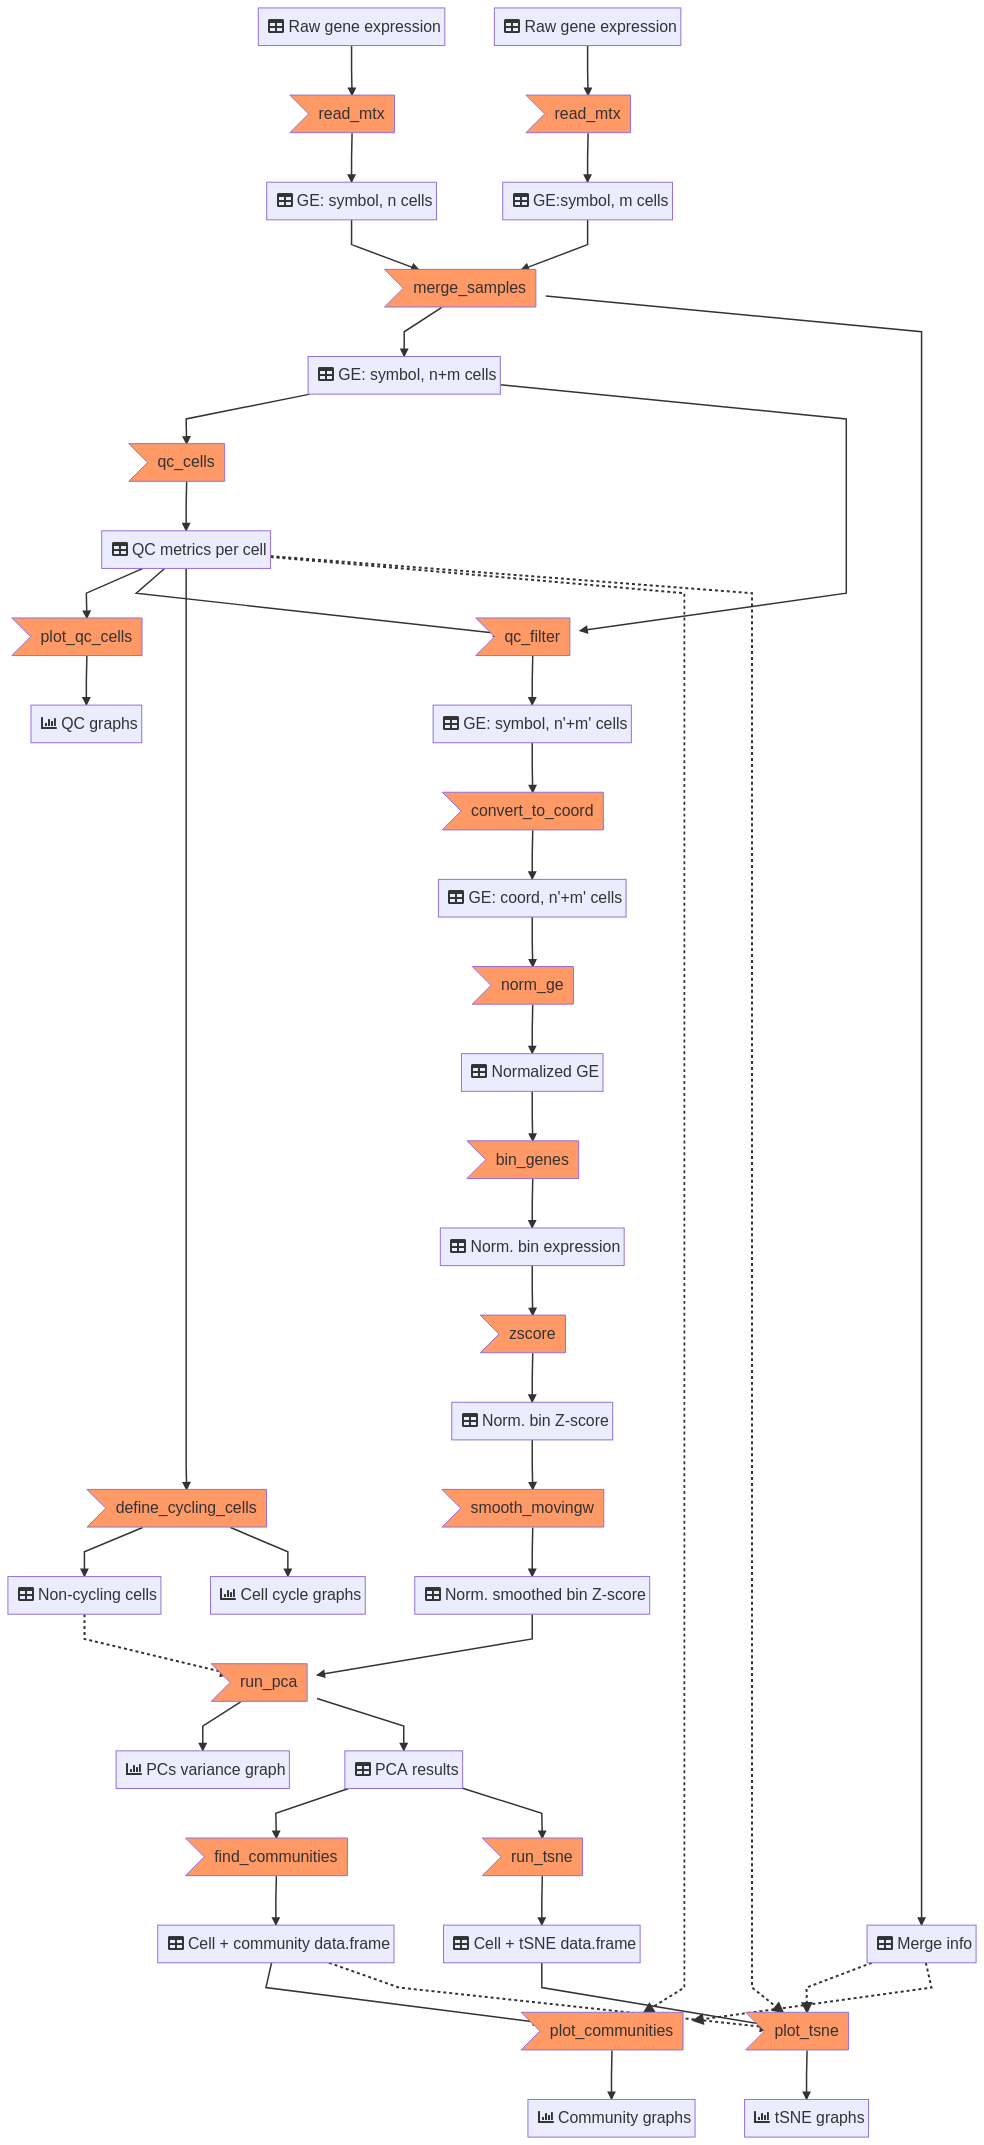 Raw gene expression
Raw gene expression
read_mtx
read_mtx
GE: symbol, n cells
GE:symbol, m cells
merge_samples
GE: symbol, n+m cells
qc_cells
QC metrics per cell
plot_qc_cells
qc_filter
QC graphs
GE: symbol, n'+m' cells
convert_to_coord
GE: coord, n'+m' cells
norm_ge
Normalized GE
bin_genes
Norm. bin expression
zscore
Norm. bin Z-score
define_cycling_cells
smooth_movingw
Non-cycling cells
Cell cycle graphs
Norm. smoothed bin Z-score
run_pca
PCs variance graph
PCA results
find_communities
run_tsne
Cell + community data.frame
Cell + tSNE data.frame
Merge info
plot_communities
plot_tsne
Community graphs
tSNE graphs